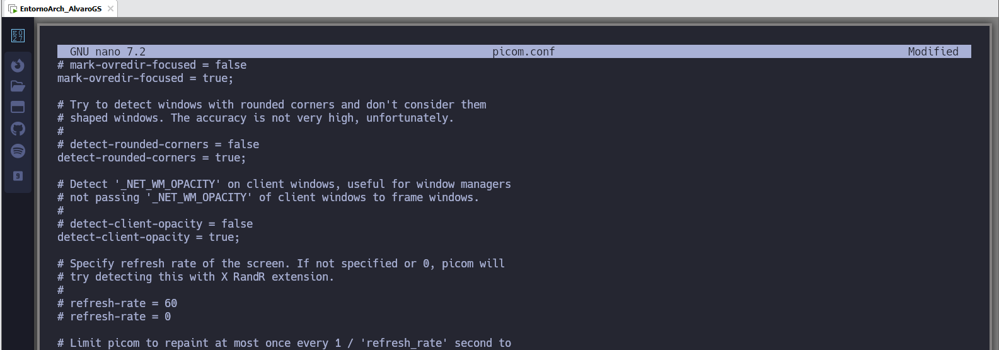 EntornoArch_AlvaroGS
E0
27
GNU nano 7.2 picom.conf Modified
# mark-ovredir-focused = false
mark-ovredir-focused = true;
# Try to detect windows with rounded corners and don't consider them
# shaped windows. The accuracy is not very high, unfortunately.
#
# detect-rounded-corners = false
detect-rounded-corners = true;
# Detect '_NET_WM_OPACITY' on client windows, useful for window managers
# not passing '_NET_WM_OPACITY' of client windows to frame windows.
#
# detect-client-opacity = false
detect-client-opacity = true;
# Specify refresh rate of the screen. If not specified or 0, picom will
# try detecting this with X RandR extension.
#
# refresh-rate = 60
# refresh-rate = 0
# Limit picom to repaint at most once every 1 / 'refresh_rate' second to
9